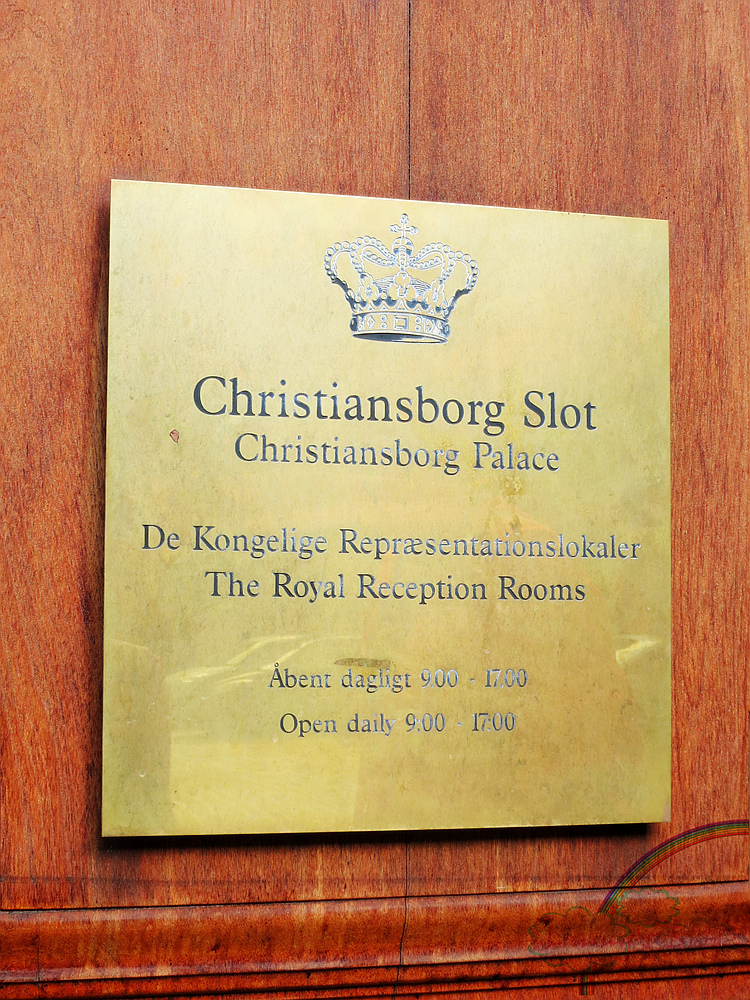 Christiansborg Slot
Christiansborg Palace
De Kongelige Repræsentationslokaler
The Royal Reception Rooms
Åbent dagligt 9.00 - 17.00
Open daily 9:00 - 17:00